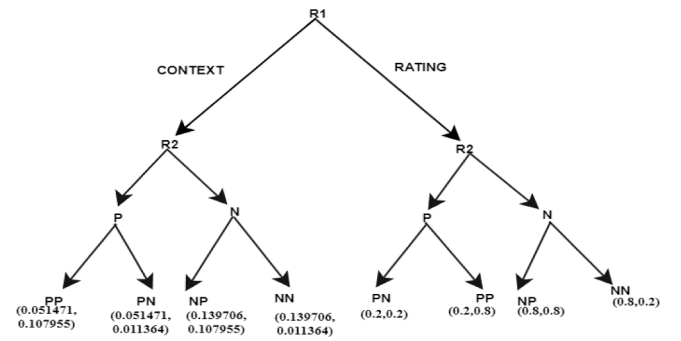 R1
CONTEXT
RATING
R2
R2
P
N
P
N
PP
(0.051471,
0.107955)
PN
(0.051471,
0.011364)
NP
(0.139706,
0.107955)
NN
(0.139706,
0.011364)
PN
(0.2,0.2)
PP
(0.2,0.8)
NP
(0.8,0.8)
NN
(0.8,0.2)